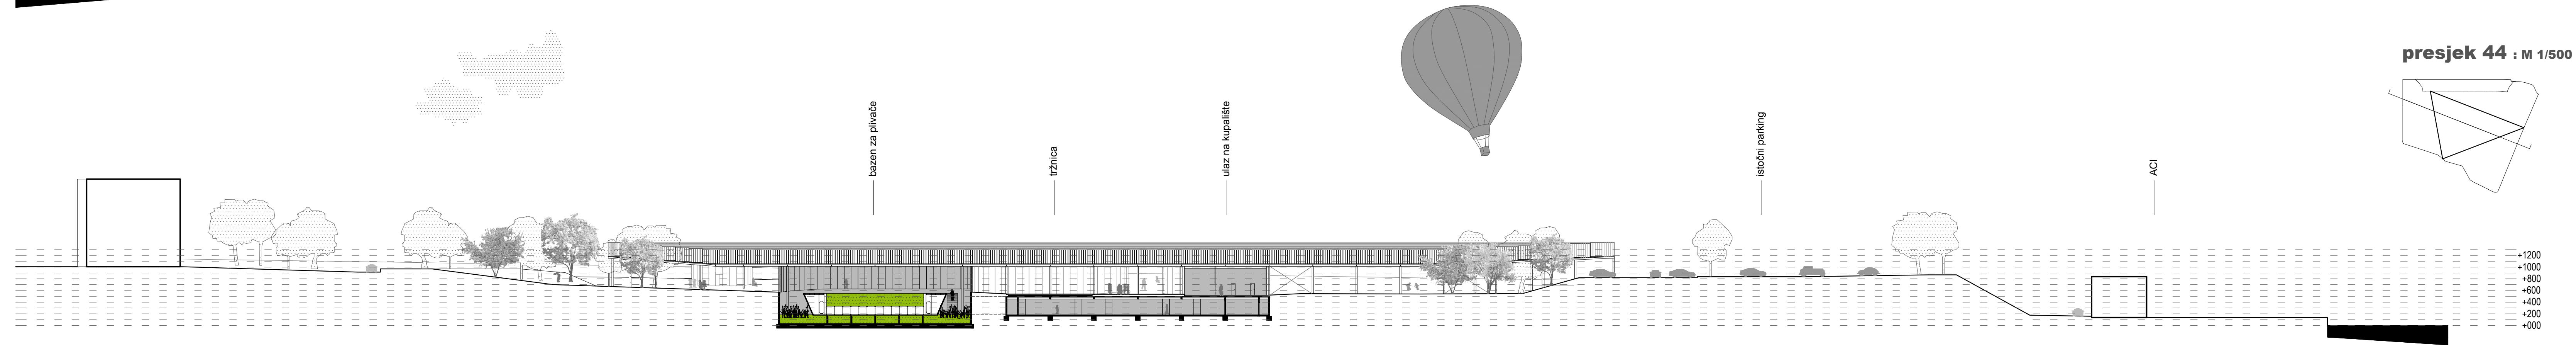 presjek 44 : M 1/500
bazen za plivače
tržnica
ulaz na kupalište
istočni parking
ACI
+1200
+1000
+800
+600
+400
+200
+000